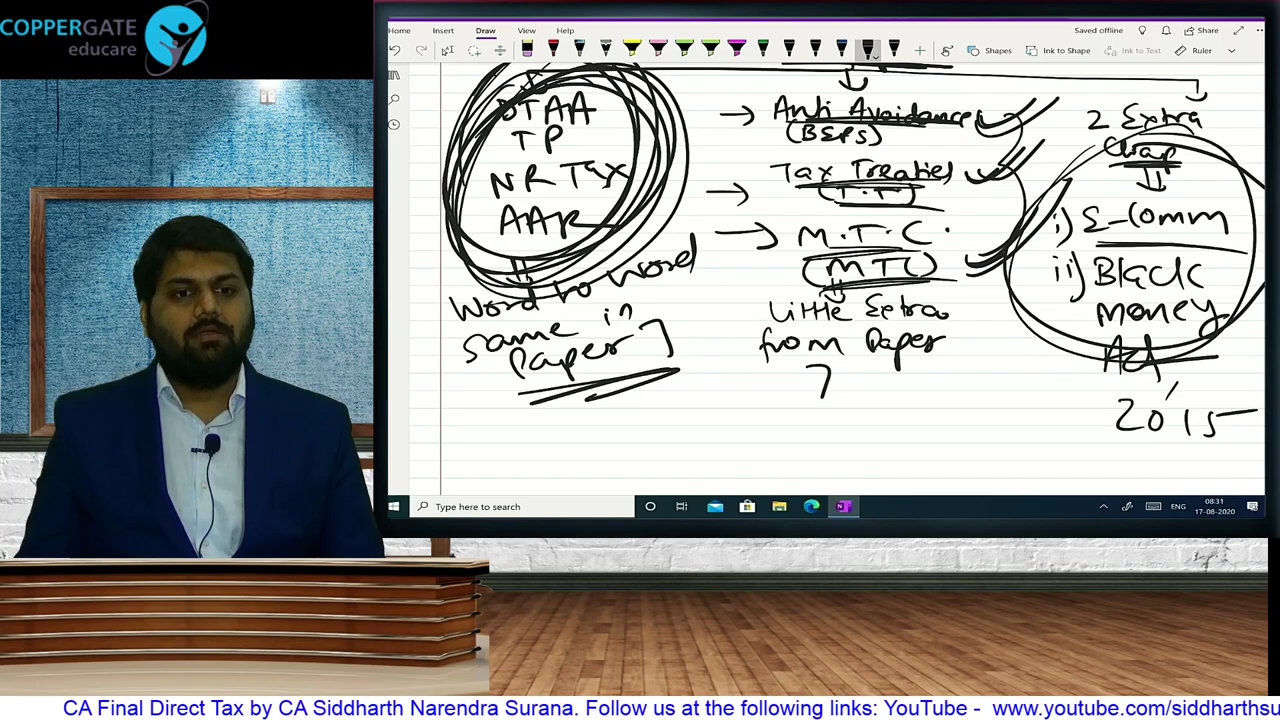 COPPERGATE
educare
Home Insert Draw View Help
Saved offline Share
Shapes Ink to Shape Ink to Text Ruler
DTAA
TP
NR Tax
AAR
Word to word
same in
Paper
Anti Avoidance
(BEPS)
Tax Treaties
(T.T)
M.T.C.
(MTC)
Little Extra
from Paper
7
2 Extra
Chap
i) E-Comm
ii) Black
money
Act,
2015
Type here to search
ENG
08:31
17-08-2020
CA Final Direct Tax by CA Siddharth Narendra Surana. Follow us at the following links: YouTube - www.youtube.com/siddharthsu